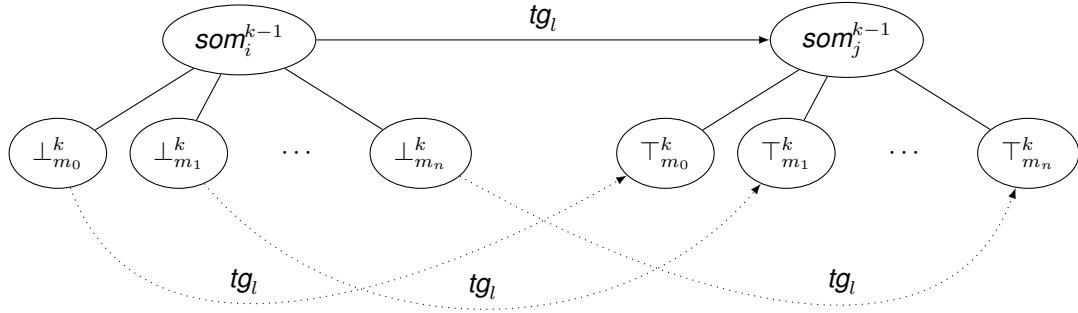 tg_l
som_i^{k−1} som_j^{k−1}
⊥_{m_0}^k ⊥_{m_1}^k ⋯ ⊥_{m_n}^k ⊤_{m_0}^k ⊤_{m_1}^k ⋯ ⊤_{m_n}^k
tg_l tg_l tg_l